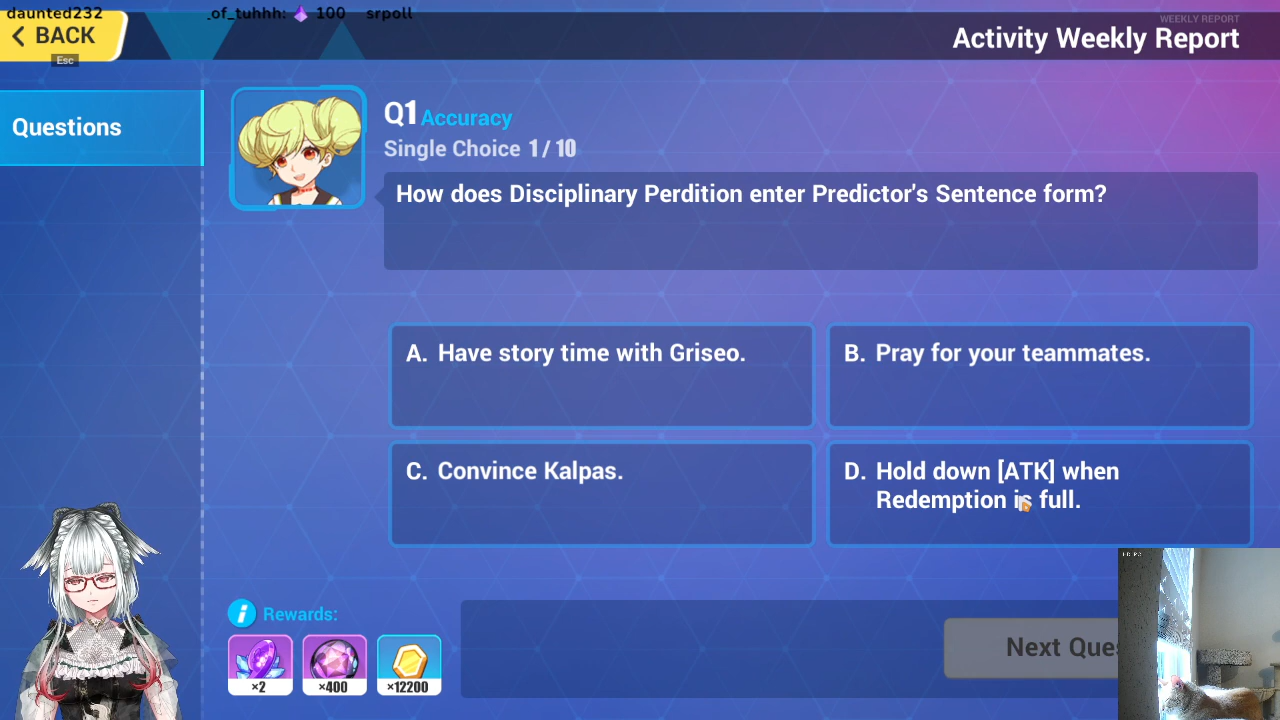 daunted232
_of_tuhhh: 100 srpoll
BACK
Esc
WEEKLY REPORT
Activity Weekly Report
Questions
Q1 Accuracy
Single Choice 1 / 10
How does Disciplinary Perdition enter Predictor's Sentence form?
A. Have story time with Griseo.
B. Pray for your teammates.
C. Convince Kalpas.
D. Hold down [ATK] when
Redemption is full.
Rewards:
×2
×400
×12200
Next Ques